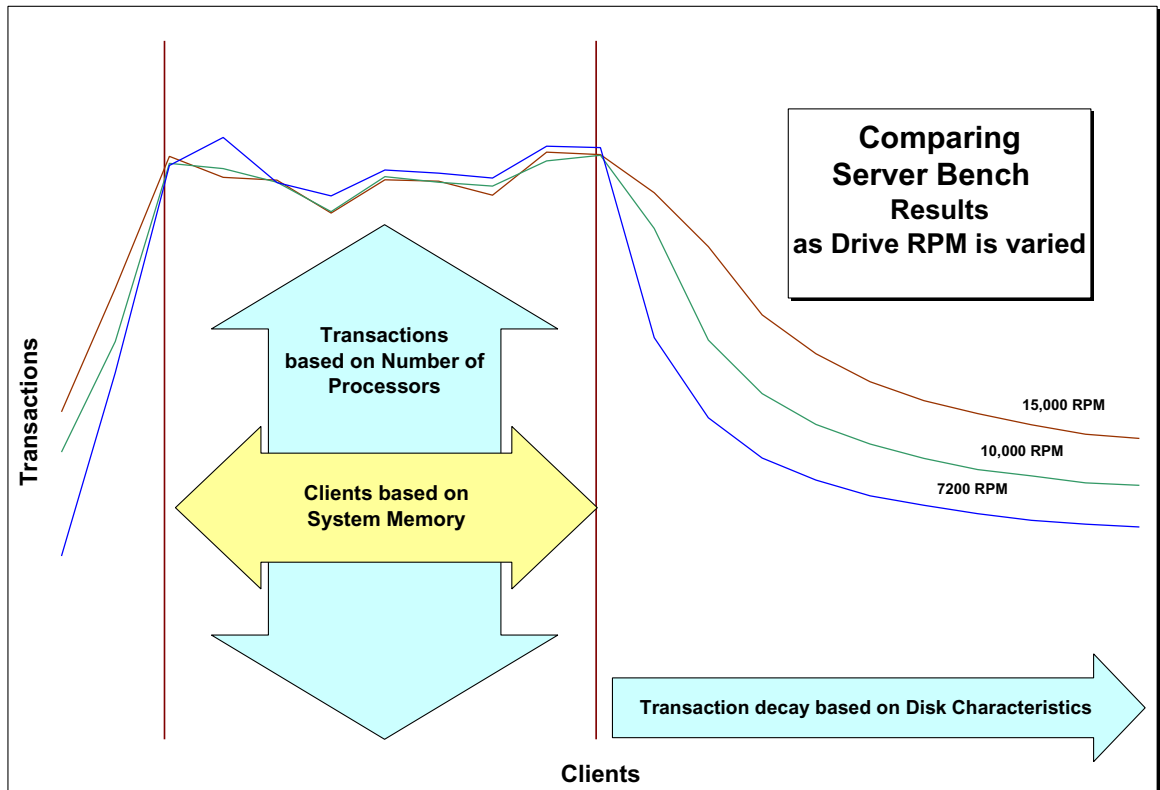 Comparing
Server Bench
Results
as Drive RPM is varied
Transactions
based on Number of
Processors
Transactions
15,000 RPM
10,000 RPM
7200 RPM
Clients based on
System Memory
Transaction decay based on Disk Characteristics
Clients